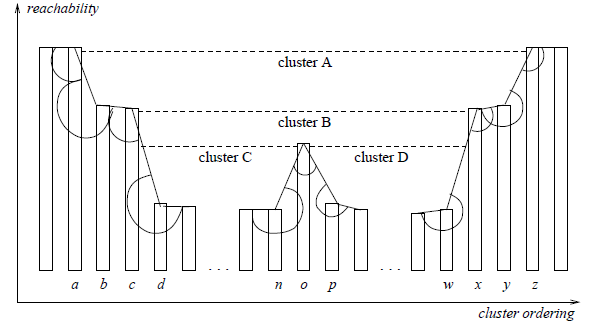 reachability
cluster A
cluster B
cluster C
cluster D
. . .
. . .
a b c d n o p w x y z
cluster ordering